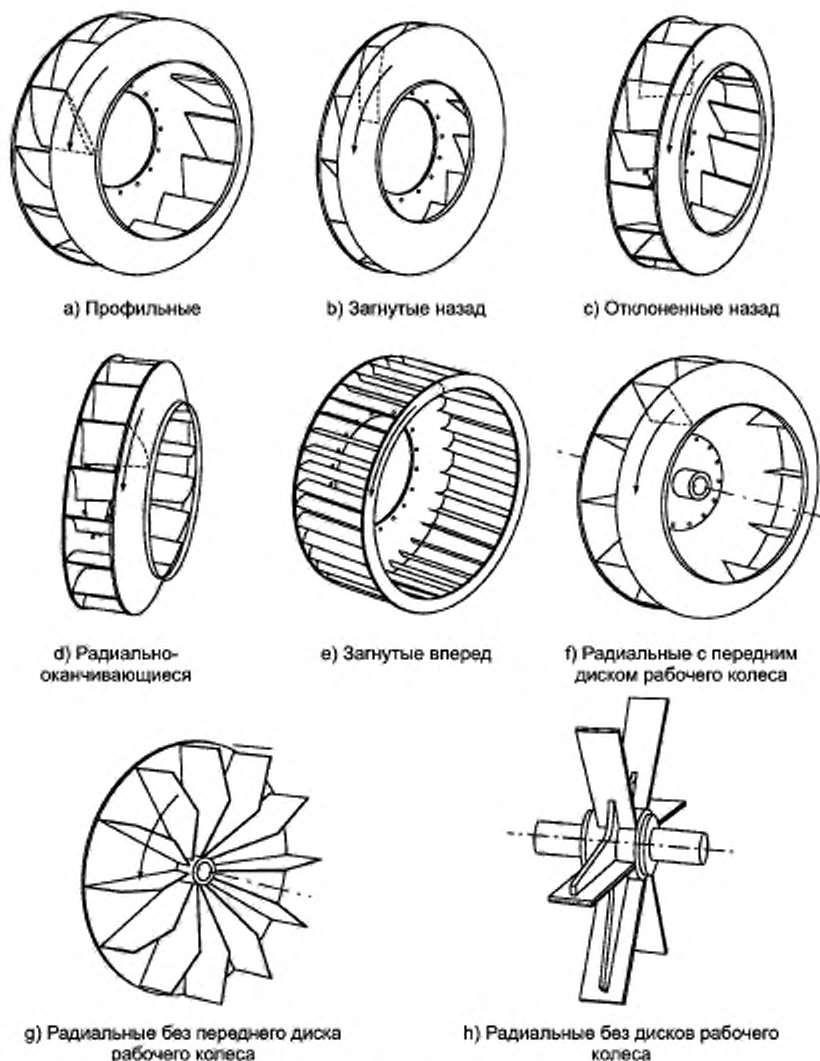 a) Профильные
b) Загнутые назад
c) Отклоненные назад
d) Радиально-
оканчивающиеся
e) Загнутые вперед
f) Радиальные с передним
диском рабочего колеса
g) Радиальные без переднего диска
рабочего колеса
h) Радиальные без дисков рабочего
колеса